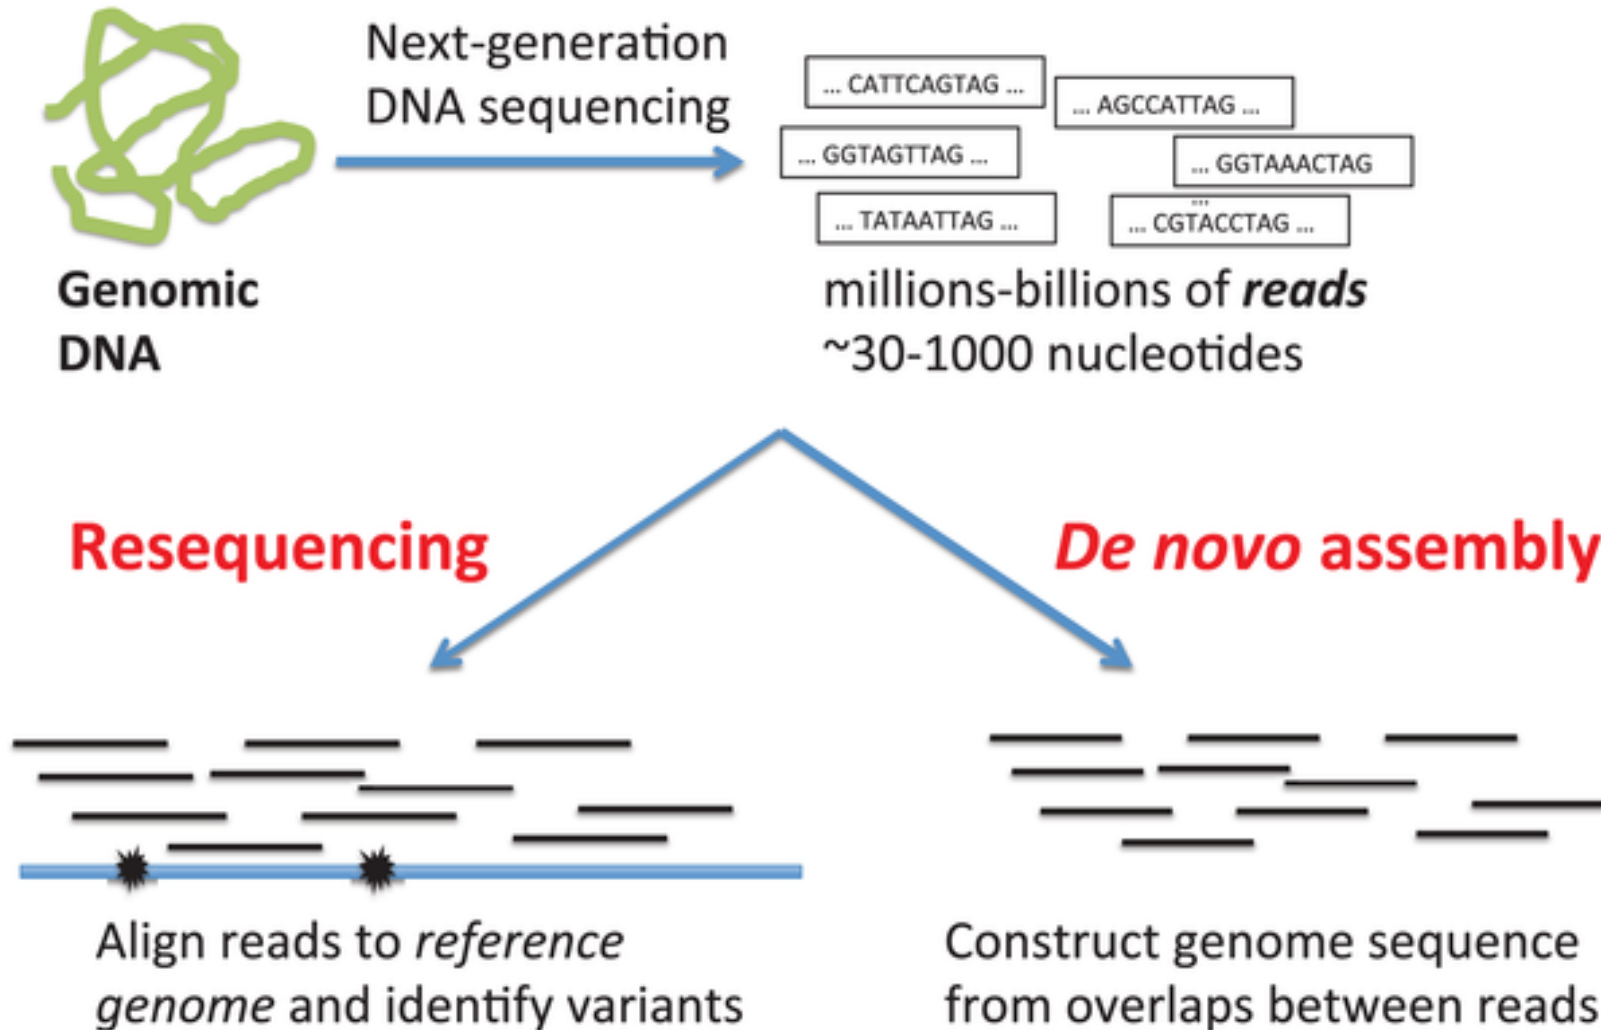 Next-generation
DNA sequencing
... CATTCAGTAG ...
... AGCCATTAG ...
... GGTAGTTAG ...
... GGTAAACTAG
...
... TATAATTAG ...
... CGTACCTAG ...
Genomic
DNA
millions-billions of reads
~30-1000 nucleotides
Resequencing
De novo assembly
Align reads to reference
genome and identify variants
Construct genome sequence
from overlaps between reads